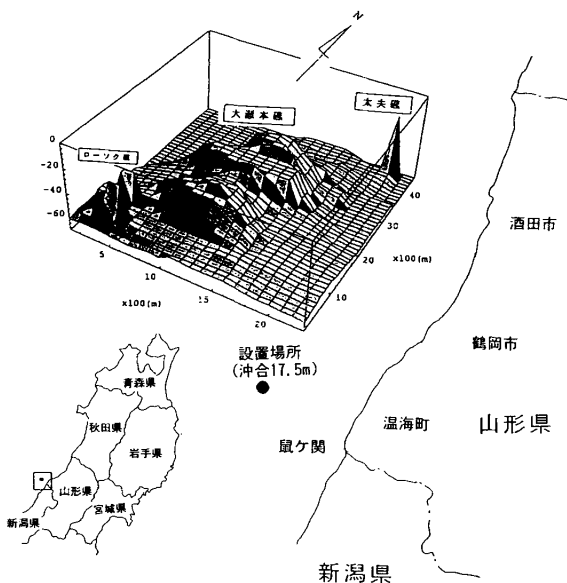 N
大瀬本礁
太夫礁
ローソク礁
0
-20
-40
-60
5
10
15
20
x100(m)
10
20
30
40
x100(m)
設置場所
(沖合17.5m)
酒田市
鶴岡市
温海町
山形県
鼠ケ関
新潟県
青森県
秋田県
岩手県
山形県
宮城県
新潟県